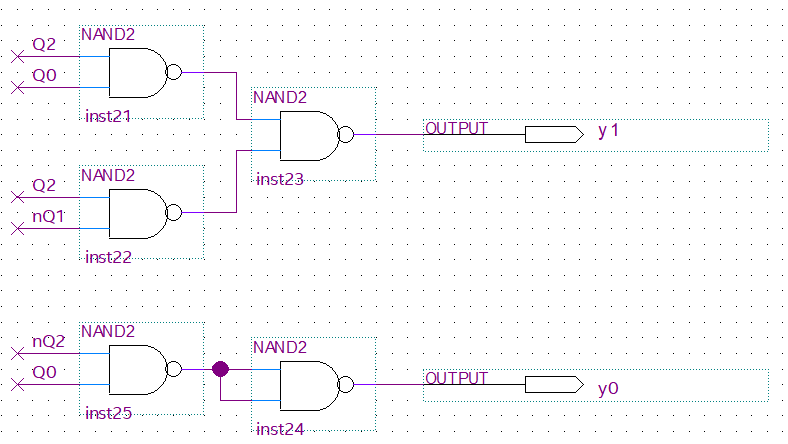 NAND2
Q2
Q0
inst21
NAND2
inst23
OUTPUT
y1
NAND2
Q2
nQ1
inst22
NAND2
nQ2
Q0
inst25
NAND2
inst24
OUTPUT
y0